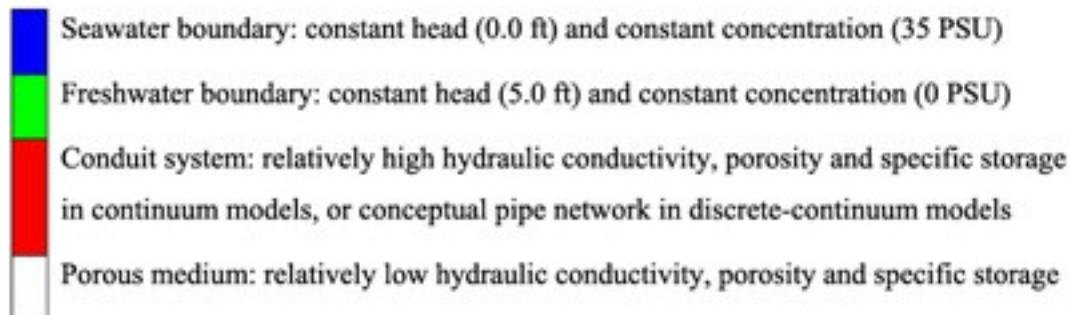 Seawater boundary: constant head (0.0 ft) and constant concentration (35 PSU)
Freshwater boundary: constant head (5.0 ft) and constant concentration (0 PSU)
Conduit system: relatively high hydraulic conductivity, porosity and specific storage
in continuum models, or conceptual pipe network in discrete-continuum models
Porous medium: relatively low hydraulic conductivity, porosity and specific storage